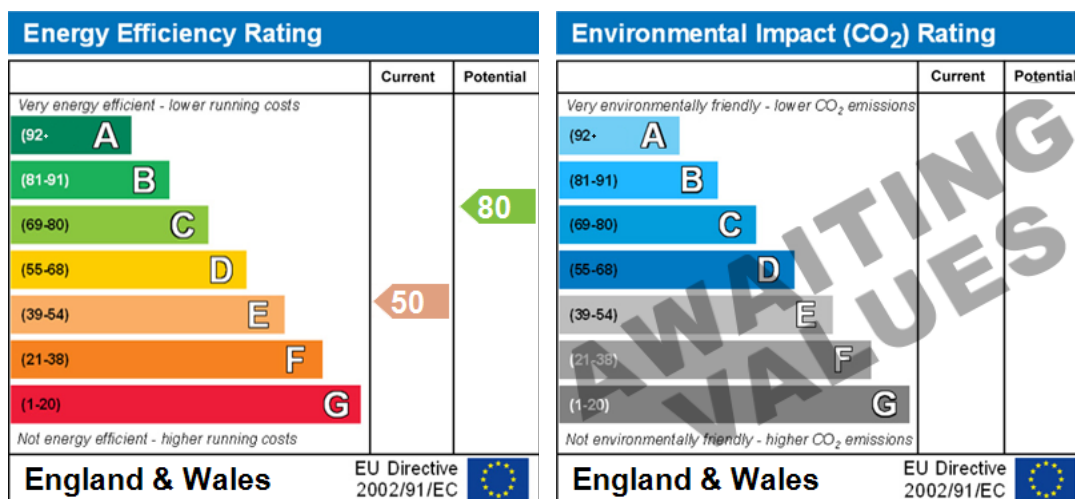 Energy Efficiency Rating
Current Potential
Very energy efficient - lower running costs
(92+ A
(81-91) B
80
(69-80) C
(55-68) D
50
(39-54) E
(21-38) F
(1-20) G
Not energy efficient - higher running costs
England & Wales
EU Directive
2002/91/EC
Environmental Impact (CO2) Rating
Current Potential
Very environmentally friendly - lower CO2 emissions
(92+ A
(81-91) B
(69-80) C
(55-68) D
(39-54) E
(21-38) F
(1-20) G
AWAITING
VALUES
Not environmentally friendly - higher CO2 emissions
England & Wales
EU Directive
2002/91/EC